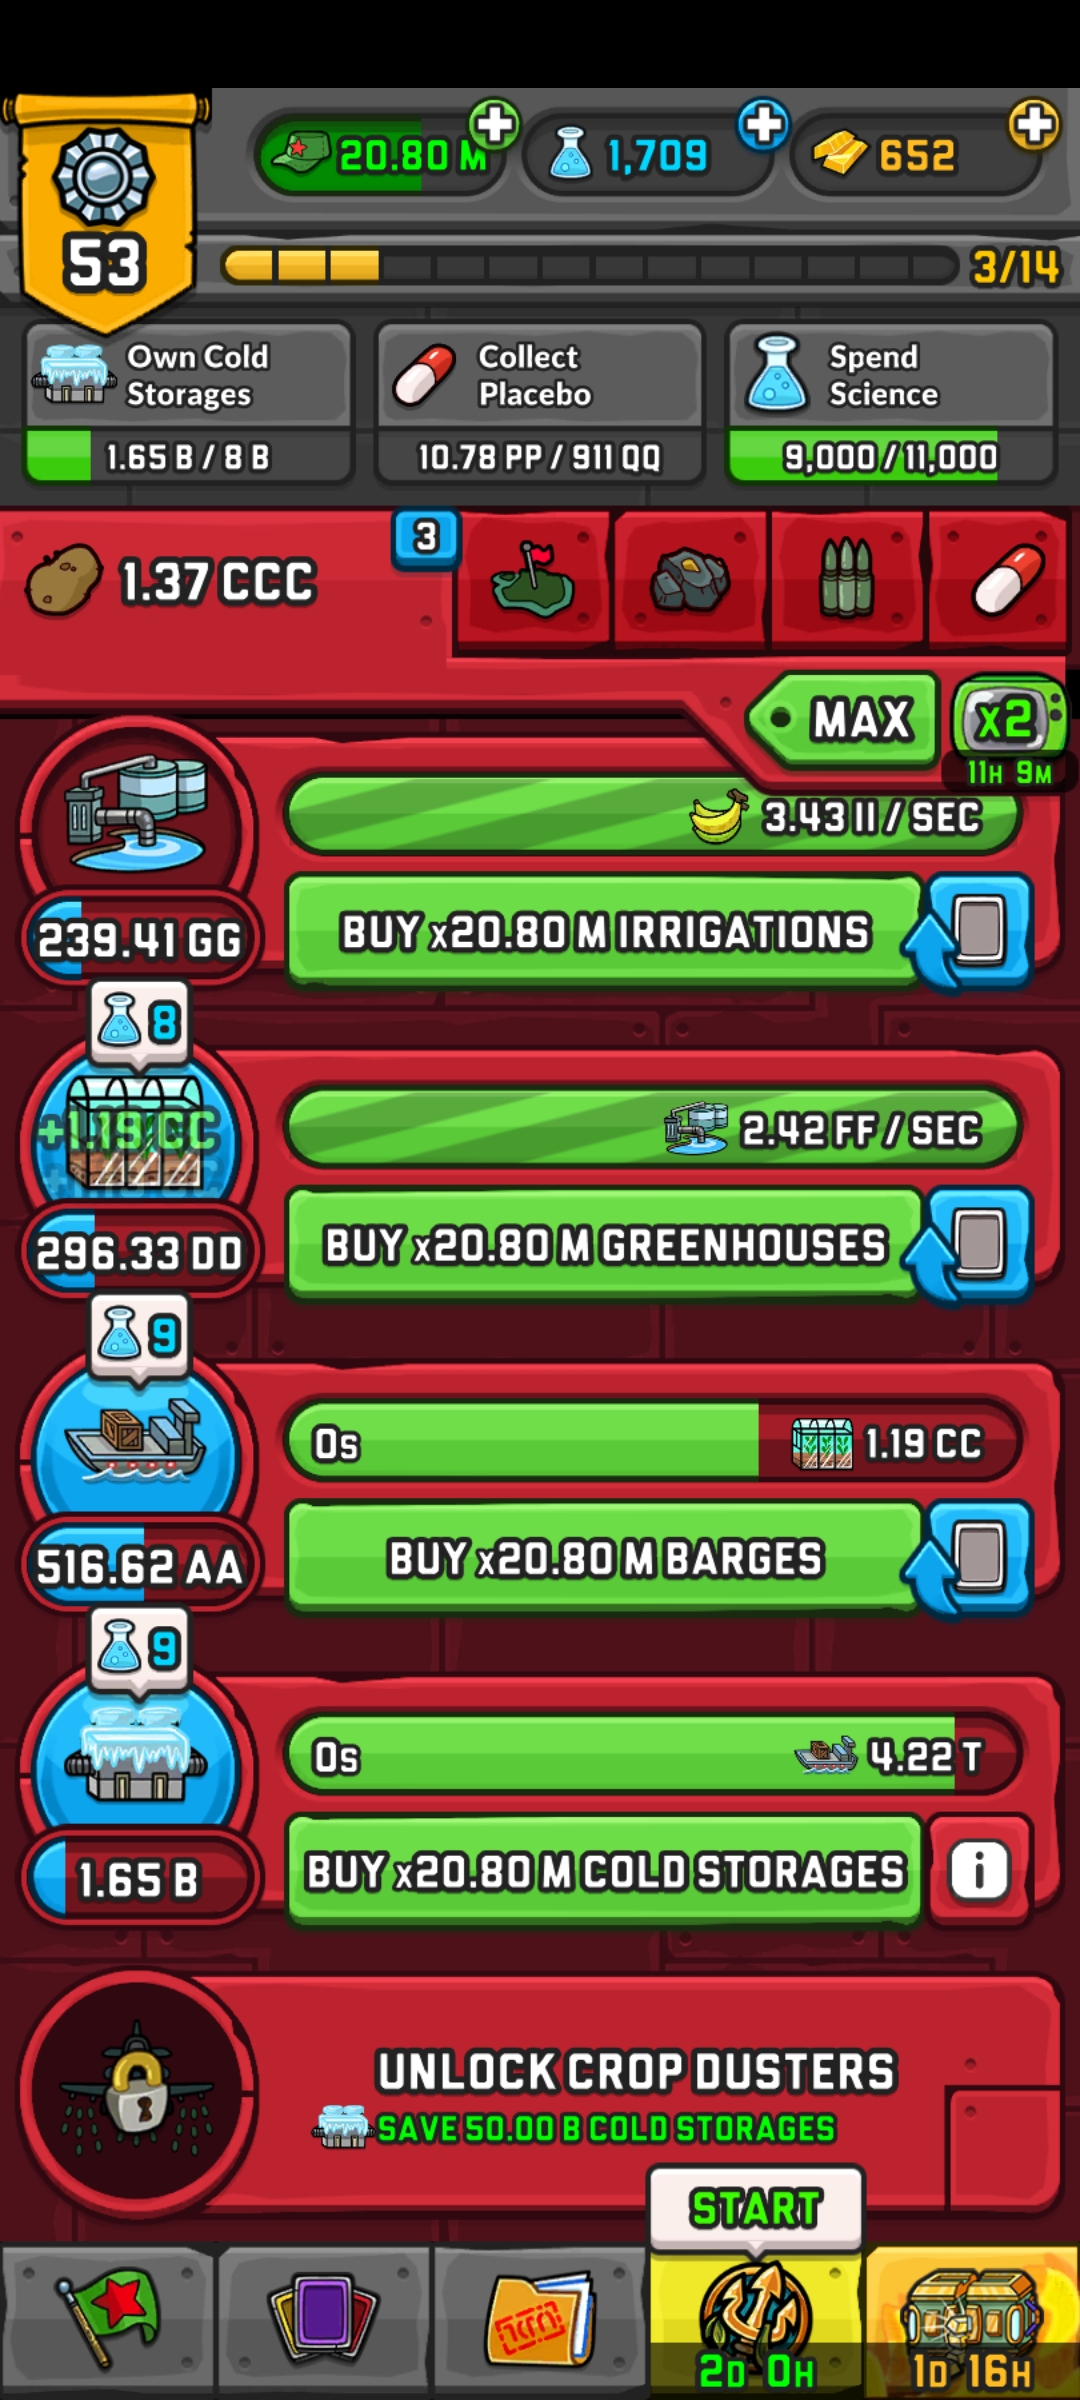 20.80 M
1,709
652
53
3/14
Own Cold
Storages
1.65 B / 8 B
Collect
Placebo
10.78 PP / 911 QQ
Spend
Science
9,000 / 11,000
1.37 CCC
3
MAX
x2
11H 9M
3.43 II / SEC
239.41 GG
BUY x20.80 M IRRIGATIONS
8
+1.19 CC
2.42 FF / SEC
296.33 DD
BUY x20.80 M GREENHOUSES
9
0s
1.19 CC
516.62 AA
BUY x20.80 M BARGES
9
0s
4.22 T
1.65 B
BUY x20.80 M COLD STORAGES
i
UNLOCK CROP DUSTERS
SAVE 50.00 B COLD STORAGES
START
2D 0H
1D 16H